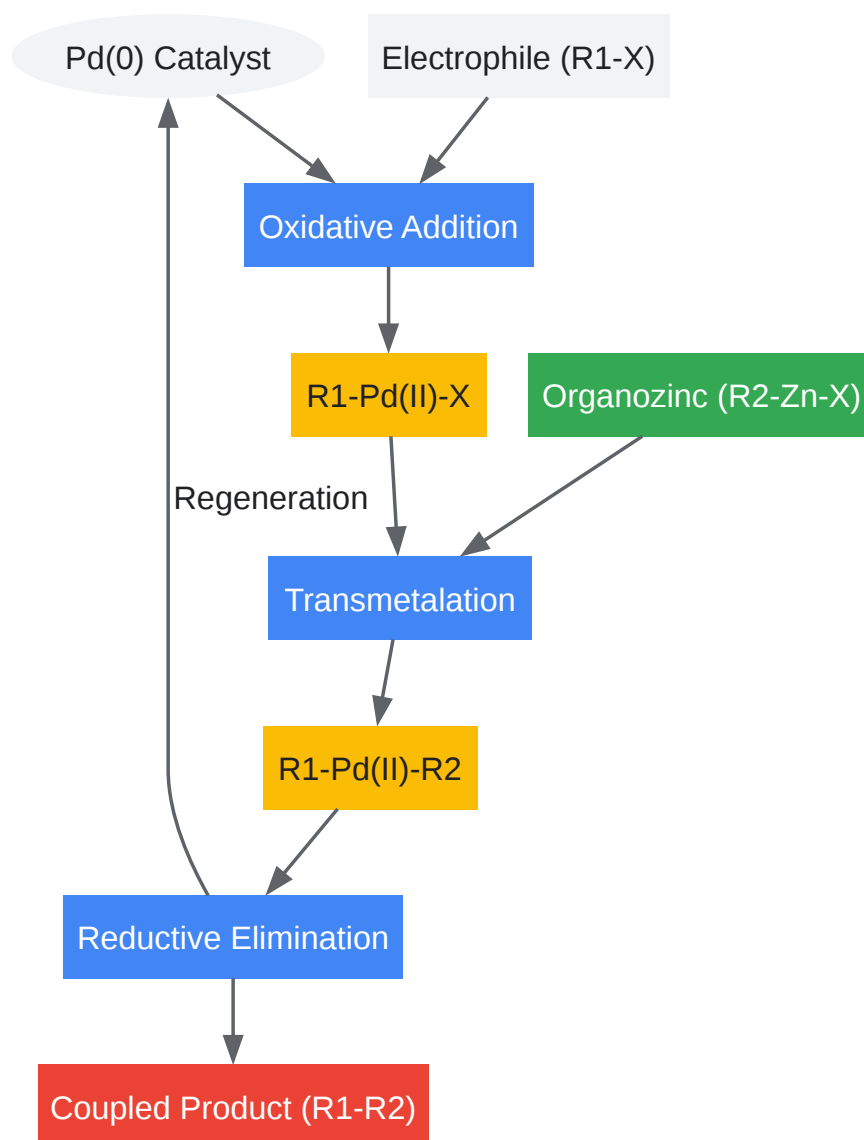 Pd(0) Catalyst
Electrophile (R1-X)
Oxidative Addition
R1-Pd(II)-X
Organozinc (R2-Zn-X)
Regeneration
Transmetalation
R1-Pd(II)-R2
Reductive Elimination
Coupled Product (R1-R2)